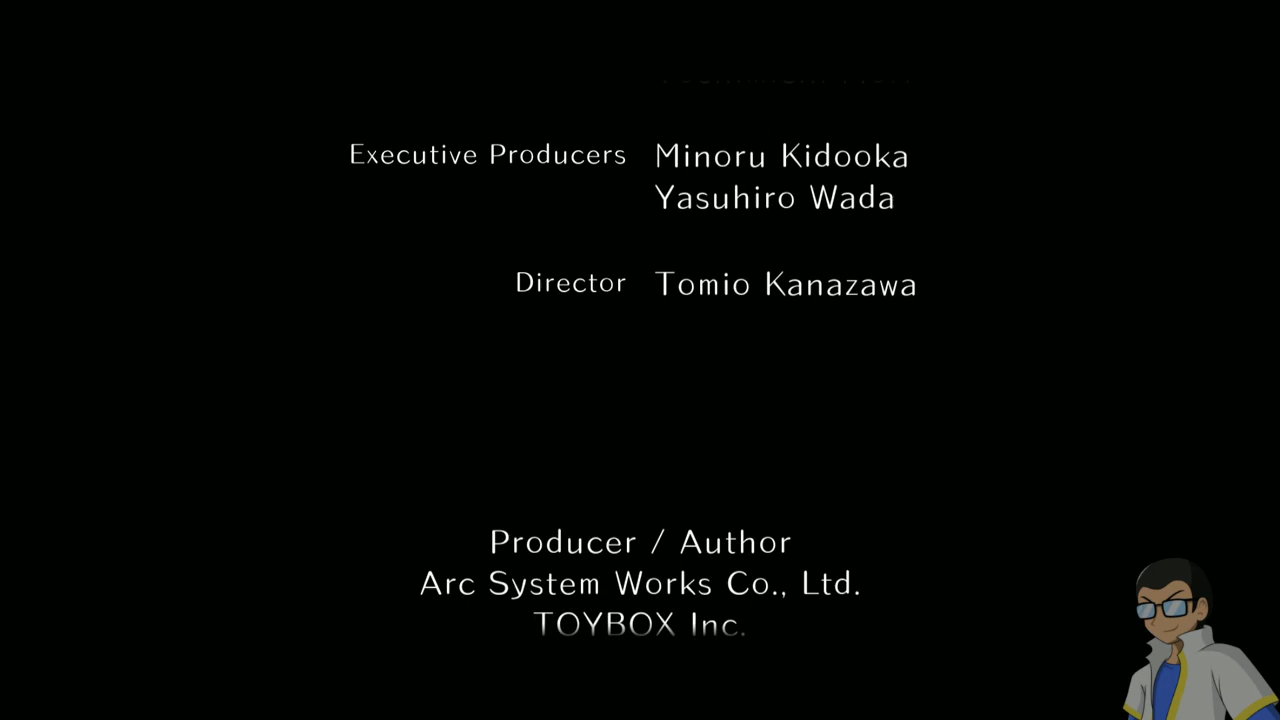 Executive Producers Minoru Kidooka
Yasuhiro Wada
Director Tomio Kanazawa
Producer / Author
Arc System Works Co., Ltd.
TOYBOX Inc.